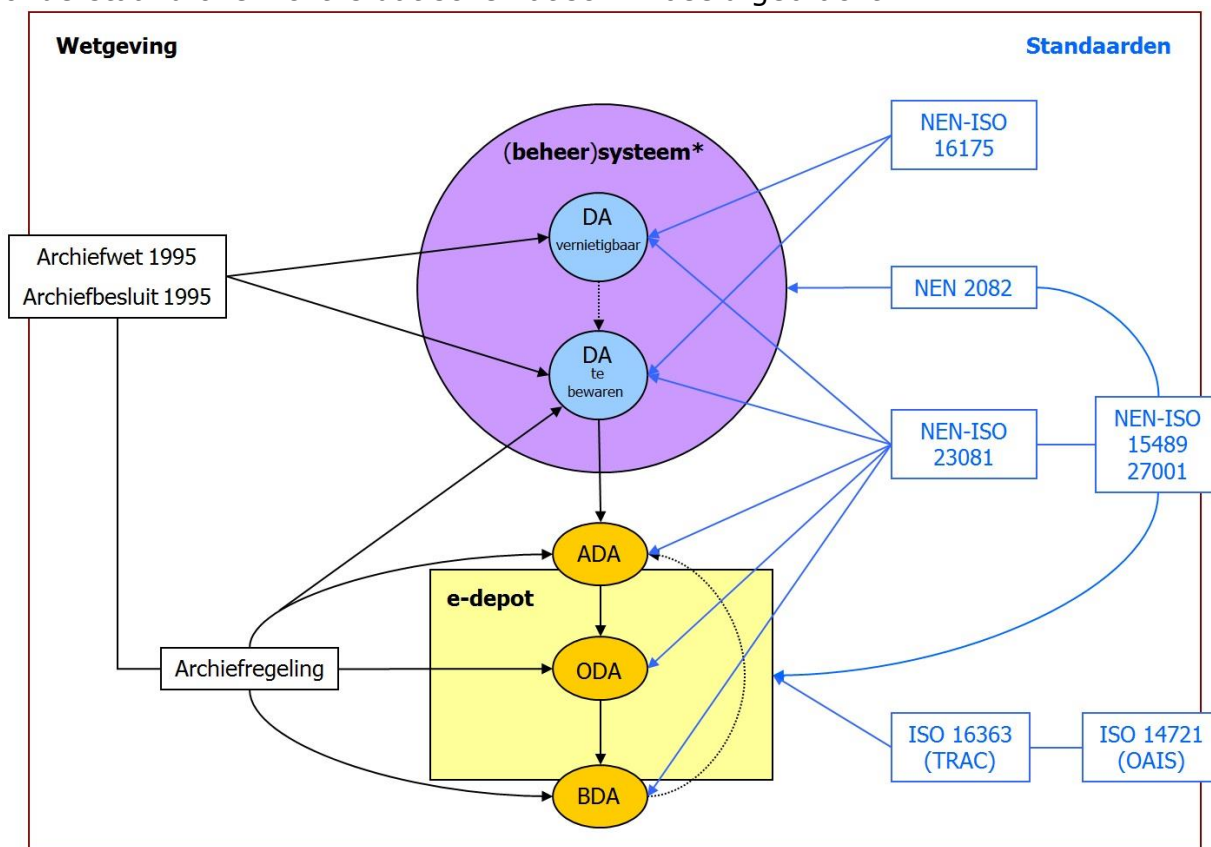 Wetgeving
Standaarden
(beheer)systeem*
NEN-ISO
16175
DA
vernietigbaar
Archiefwet 1995
Archiefbesluit 1995
NEN 2082
DA
te
bewaren
NEN-ISO
23081
NEN-ISO
15489
27001
ADA
e-depot
Archiefregeling
ODA
ISO 16363
(TRAC)
ISO 14721
(OAIS)
BDA